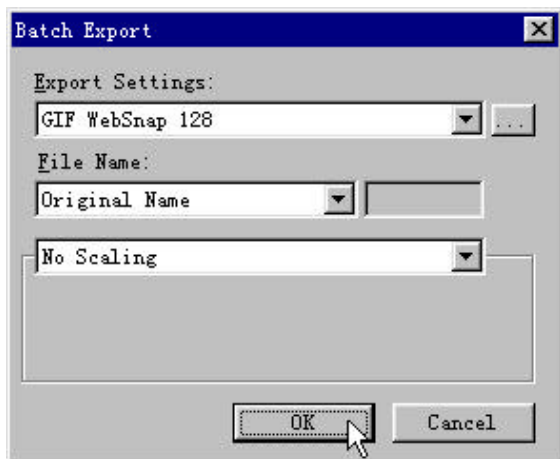 Batch Export
Export Settings:
GIF WebSnap 128
...
File Name:
Original Name
No Scaling
OK
Cancel